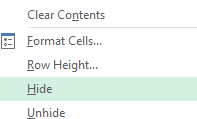 Clear Contents
Format Cells...
Row Height...
Hide
Unhide